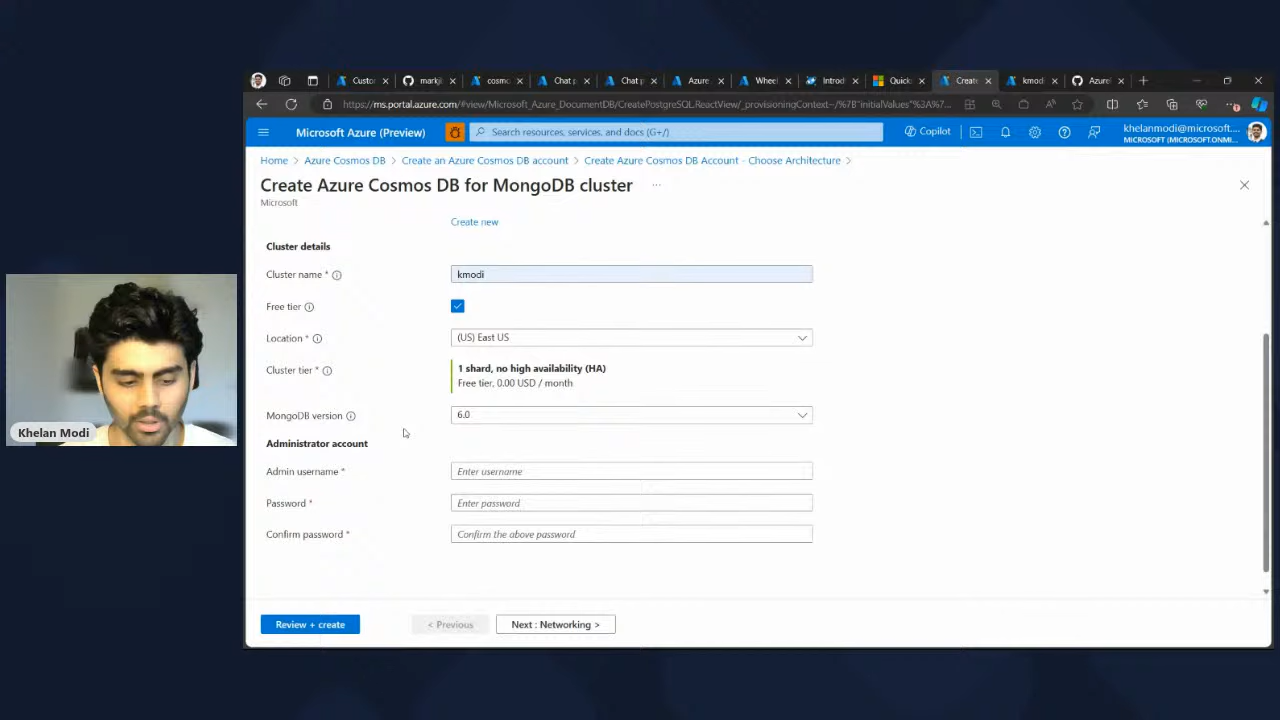 Custor
markji
cosmo
Chat p
Chat p
Azure
Wheel
Introd
Quick
Create
kmodi
Azurel
https://ms.portal.azure.com/#view/Microsoft_Azure_DocumentDB/CreatePostgreSQL.ReactView/_provisioningContext~/%7B"initialValues"%3A%7...
Microsoft Azure (Preview)
Search resources, services, and docs (G+/)
Copilot
khelanmodi@microsoft....
MICROSOFT (MICROSOFT.ONMI...
Home > Azure Cosmos DB > Create an Azure Cosmos DB account > Create Azure Cosmos DB Account - Choose Architecture >
Create Azure Cosmos DB for MongoDB cluster ...
Microsoft
Create new
Cluster details
Cluster name *
kmodi
Free tier
Location *
(US) East US
Cluster tier *
1 shard, no high availability (HA)
Free tier, 0.00 USD / month
MongoDB version
6.0
Administrator account
Admin username *
Enter username
Password *
Enter password
Confirm password *
Confirm the above password
Review + create
< Previous
Next : Networking >
Khelan Modi